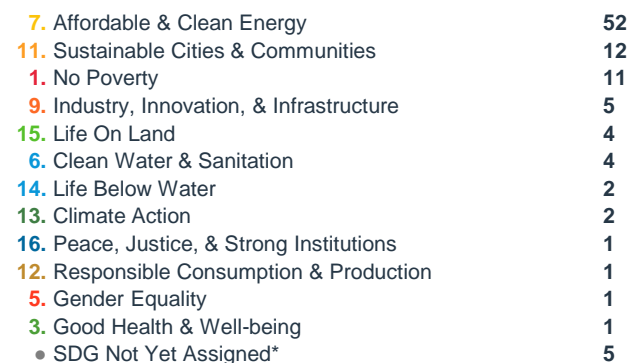 7. Affordable & Clean Energy 52
11. Sustainable Cities & Communities 12
1. No Poverty 11
9. Industry, Innovation, & Infrastructure 5
15. Life On Land 4
6. Clean Water & Sanitation 4
14. Life Below Water 2
13. Climate Action 2
16. Peace, Justice, & Strong Institutions 1
12. Responsible Consumption & Production 1
5. Gender Equality 1
3. Good Health & Well-being 1
● SDG Not Yet Assigned* 5